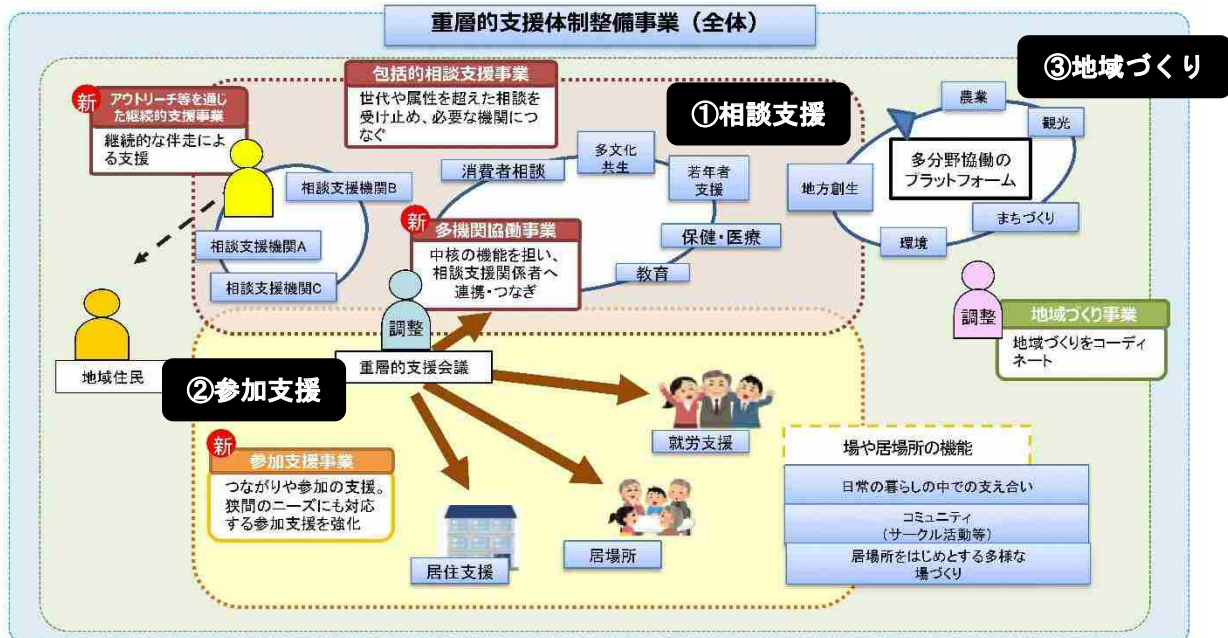 重層的支援体制整備事業（全体）
③地域づくり
包括的相談支援事業
世代や属性を超えた相談を
受け止め、必要な機関につ
なぐ
新
アウトリーチ等を通じ
た継続的支援事業
継続的な伴走によ
る支援
①相談支援
農業
観光
多分野協働の
プラットフォーム
地方創生
まちづくり
環境
消費者相談
多文化
共生
若年者
支援
保健・医療
教育
相談支援機関B
相談支援機関A
相談支援機関C
新
多機関協働事業
中核の機能を担い、
相談支援関係者へ
連携・つなぎ
調整
重層的支援会議
地域住民
②参加支援
調整
地域づくり事業
地域づくりをコーディ
ネート
新
参加支援事業
つながりや参加の支援。
狭間のニーズにも対応
する参加支援を強化
就労支援
居場所
居住支援
場や居場所の機能
日常の暮らしの中での支え合い
コミュニティ
（サークル活動等）
居場所をはじめとする多様な
場づくり